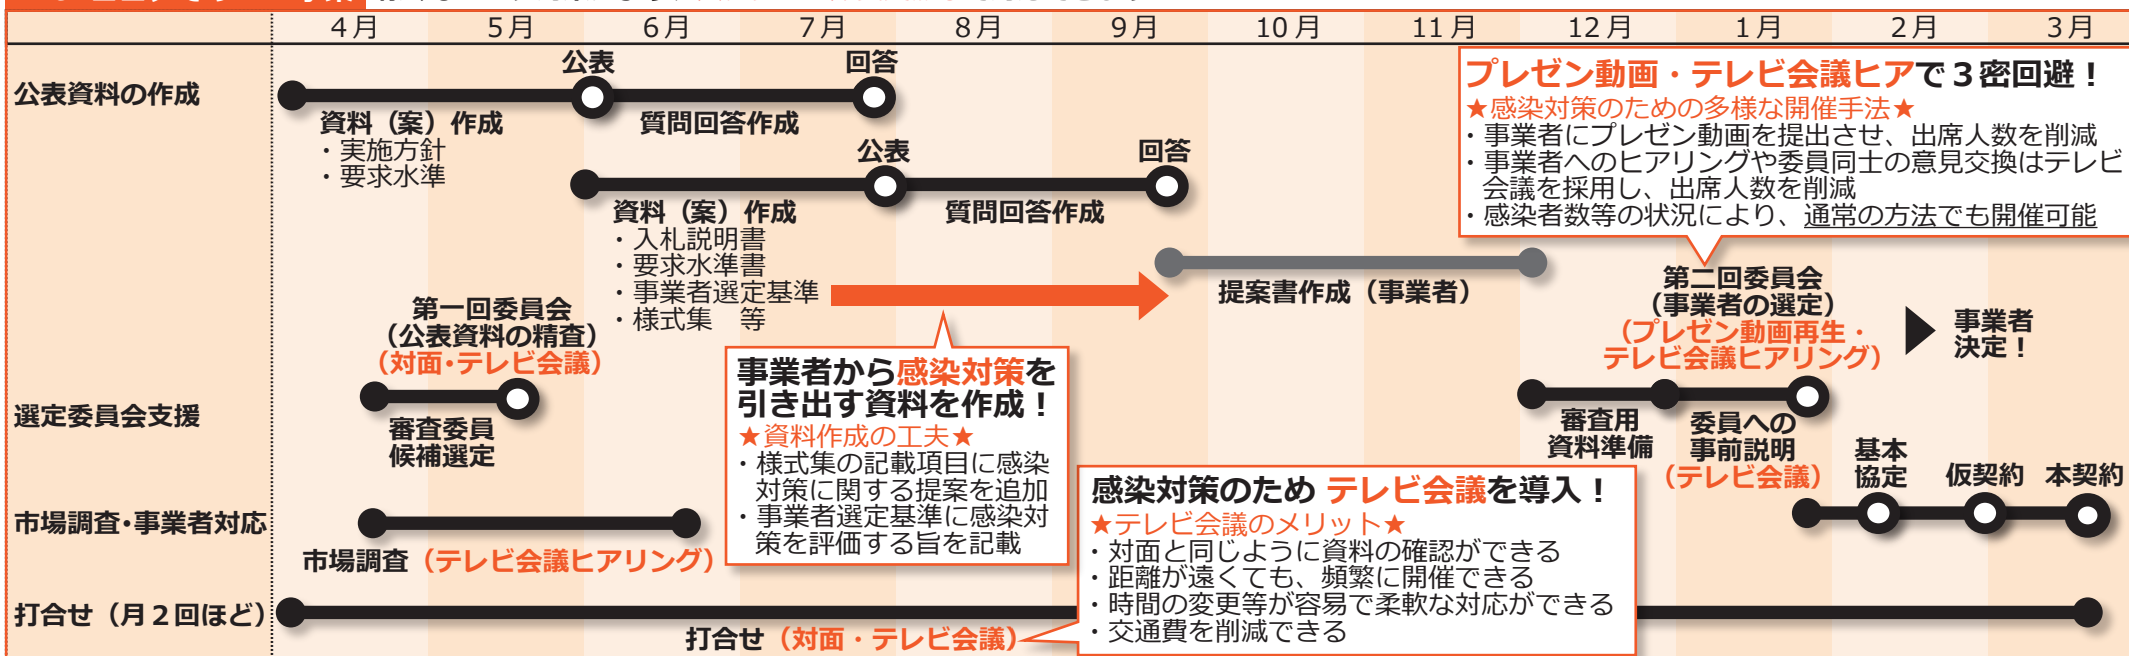 4月 5月 6月 7月 8月 9月 10月 11月 12月 1月 2月 3月
公表資料の作成
公表
回答
資料（案）作成
・実施方針
・要求水準
質問回答作成
公表
回答
資料（案）作成
・入札説明書
・要求水準書
・事業者選定基準
・様式集　等
質問回答作成
提案書作成（事業者）
プレゼン動画・テレビ会議ヒアで３密回避！
★感染対策のための多様な開催手法★
・事業者にプレゼン動画を提出させ、出席人数を削減
・事業者へのヒアリングや委員同士の意見交換はテレビ
会議を採用し、出席人数を削減
・感染者数等の状況により、通常の方法でも開催可能
選定委員会支援
第一回委員会
（公表資料の精査）
（対面・テレビ会議）
審査委員
候補選定
事業者から感染対策を
引き出す資料を作成！
★資料作成の工夫★
・様式集の記載項目に感染
対策に関する提案を追加
・事業者選定基準に感染対
策を評価する旨を記載
第二回委員会
（事業者の選定）
（プレゼン動画再生・
テレビ会議ヒアリング）
事業者
決定！
審査用
資料準備
委員への
事前説明
（テレビ会議）
市場調査・事業者対応
市場調査（テレビ会議ヒアリング）
基本
協定
仮契約
本契約
打合せ（月２回ほど）
打合せ（対面・テレビ会議）
感染対策のため テレビ会議を導入！
★テレビ会議のメリット★
・対面と同じように資料の確認ができる
・距離が遠くても、頻繁に開催できる
・時間の変更等が容易で柔軟な対応ができる
・交通費を削減できる